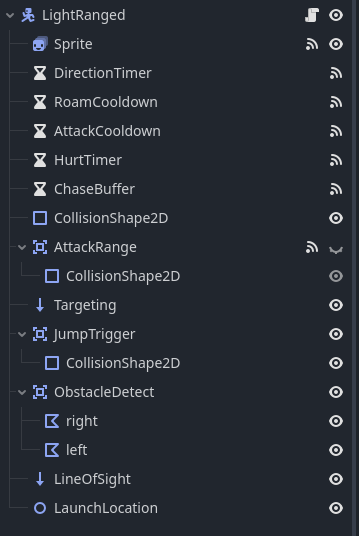 LightRanged
Sprite
DirectionTimer
RoamCooldown
AttackCooldown
HurtTimer
ChaseBuffer
CollisionShape2D
AttackRange
CollisionShape2D
Targeting
JumpTrigger
CollisionShape2D
ObstacleDetect
right
left
LineOfSight
LaunchLocation